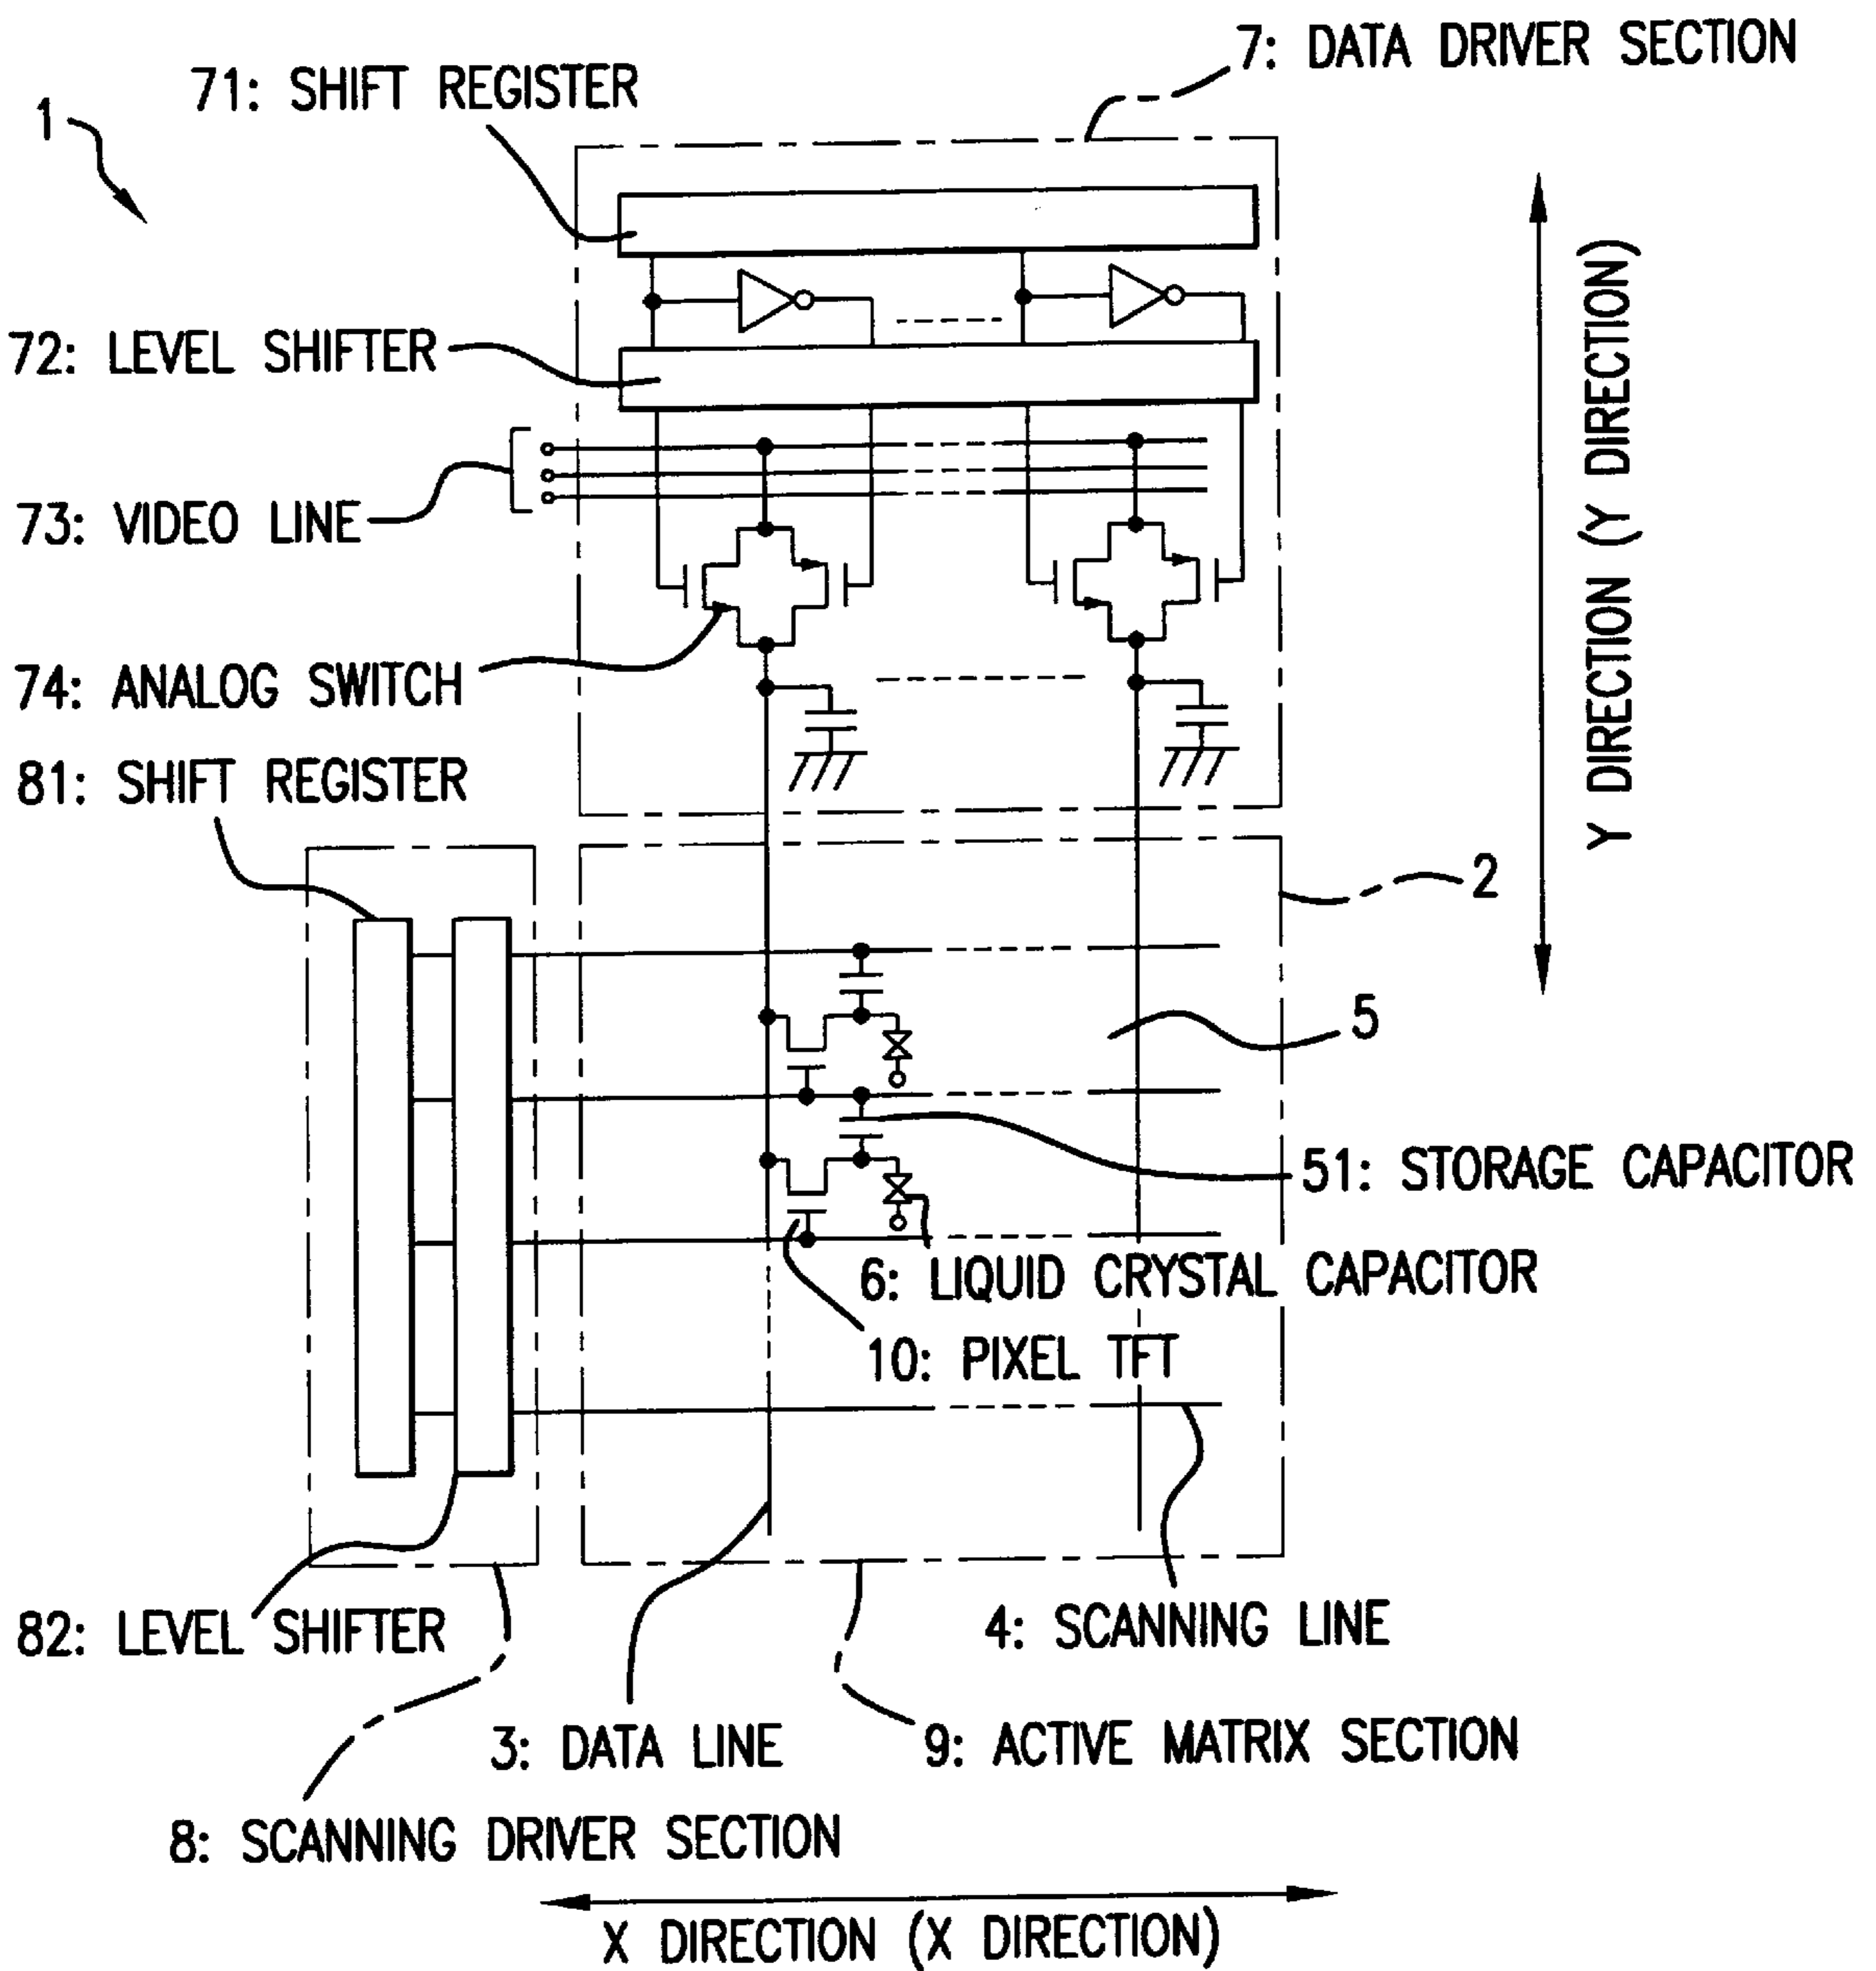 7: DATA DRIVER SECTION
71: SHIFT REGISTER
1
72: LEVEL SHIFTER
73: VIDEO LINE
74: ANALOG SWITCH
81: SHIFT REGISTER
Y DIRECTION (Y DIRECTION)
2
5
51: STORAGE CAPACITOR
6: LIQUID CRYSTAL CAPACITOR
10: PIXEL TFT
82: LEVEL SHIFTER
4: SCANNING LINE
3: DATA LINE
9: ACTIVE MATRIX SECTION
8: SCANNING DRIVER SECTION
X DIRECTION (X DIRECTION)